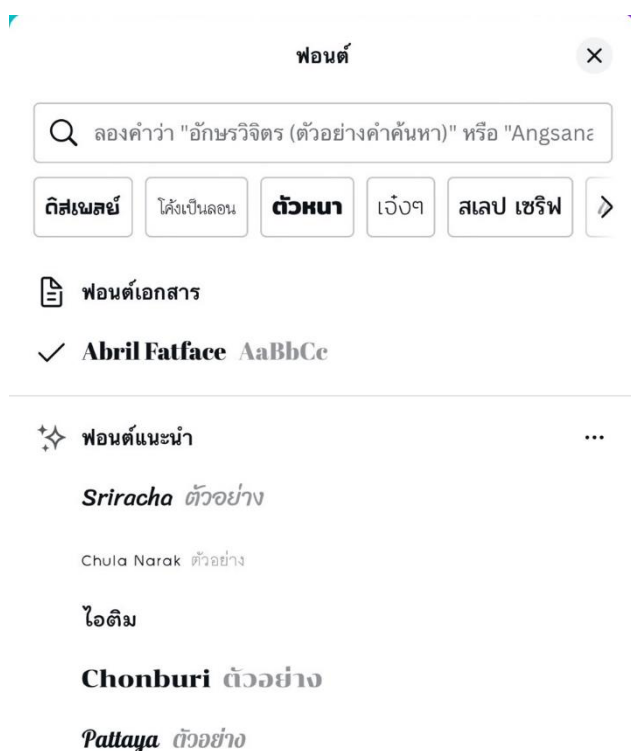 ฟอนต์
ลองคำว่า "อักษรวิจิตร (ตัวอย่างคำค้นหา)" หรือ "Angsana
ดิสเพลย์ โค้งเป็นลอน ตัวหนา เจ๋งๆ สเลป เซริฟ
ฟอนต์เอกสาร
Abril Fatface AaBbCc
ฟอนต์แนะนำ
Sriracha ตัวอย่าง
Chula Narak ตัวอย่าง
ไอติม
Chonburi ตัวอย่าง
Pattaya ตัวอย่าง